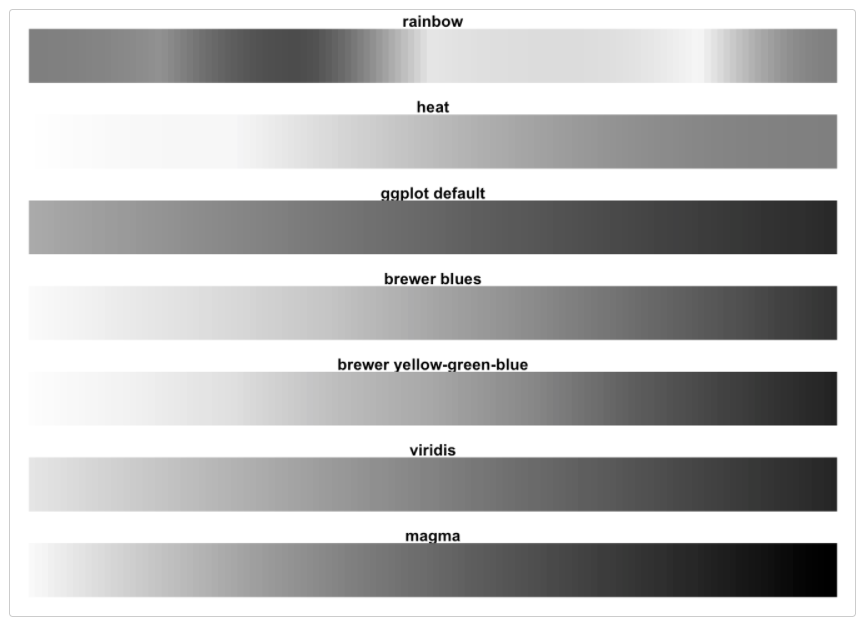 rainbow
heat
ggplot default
brewer blues
brewer yellow-green-blue
viridis
magma